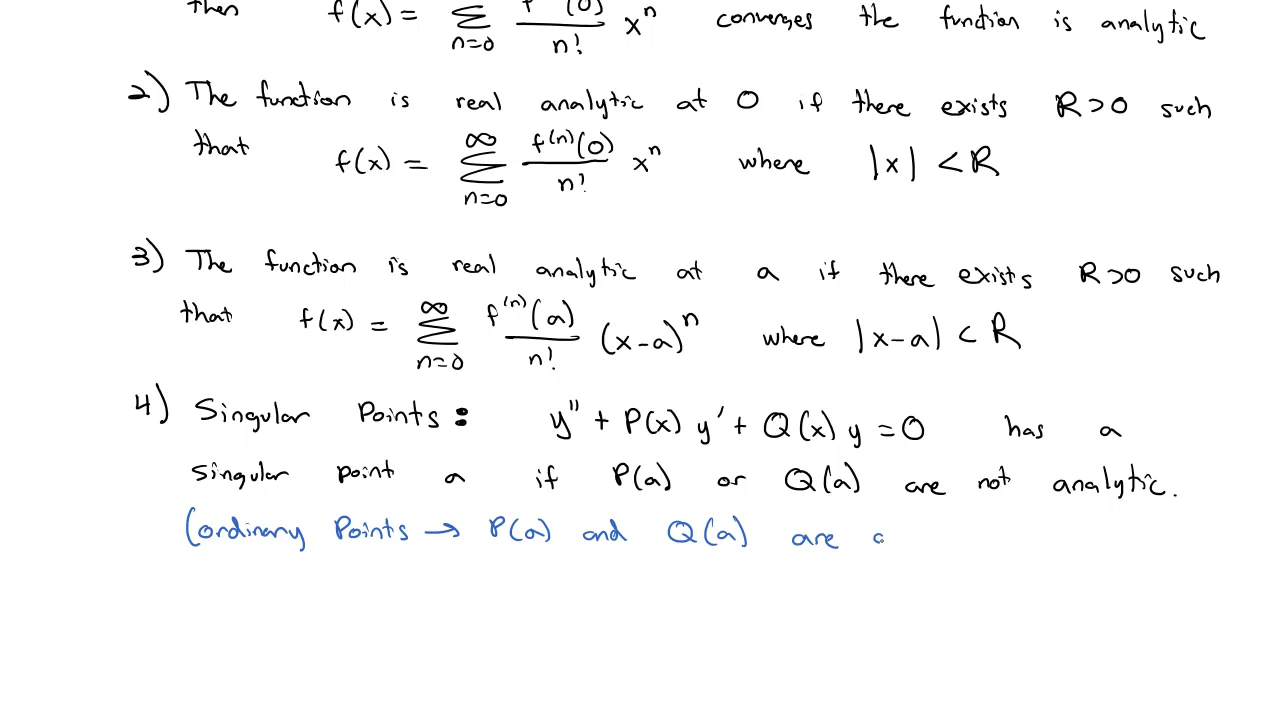 then f(x) = Σ_{n=0} f (0)/n! xⁿ converges the function is analytic
2) The function is real analytic at 0 if there exists R>0 such
that f(x) = Σ_{n=0}^{∞} f⁽ⁿ⁾(0)/n! xⁿ where |x| < R
3) The function is real analytic at a if there exists R>0 such
that f(x) = Σ_{n=0}^{∞} f⁽ⁿ⁾(a)/n! (x-a)ⁿ where |x-a| < R
4) Singular Points: y'' + P(x) y' + Q(x) y = 0 has a
singular point a if P(a) or Q(a) are not analytic.
(ordinary Points → P(a) and Q(a) are